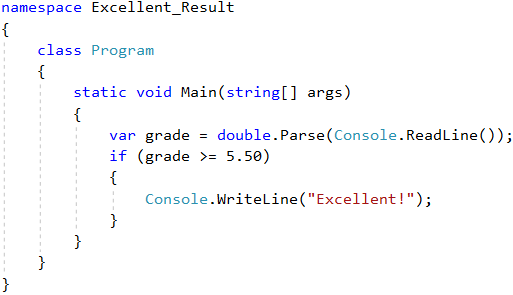 namespace Excellent_Result
{
    class Program
    {
        static void Main(string[] args)
        {
            var grade = double.Parse(Console.ReadLine());
            if (grade >= 5.50)
            {
                Console.WriteLine("Excellent!");
            }
        }
    }
}